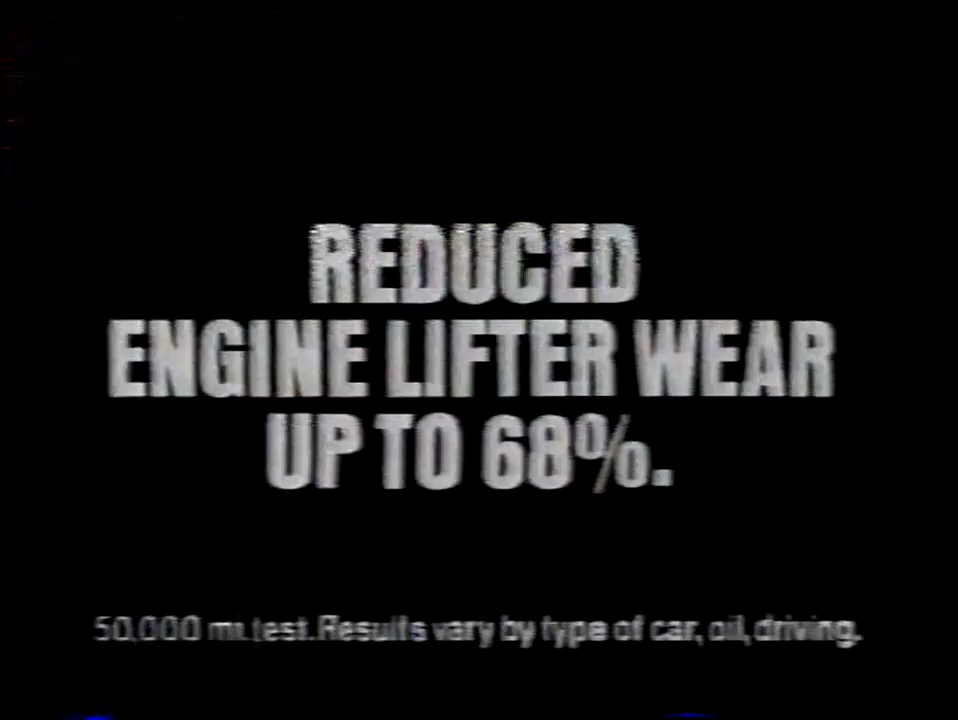 REDUCED
ENGINE LIFTER WEAR
UP TO 68%.
50,000 mi. test. Results vary by type of car, oil, driving.